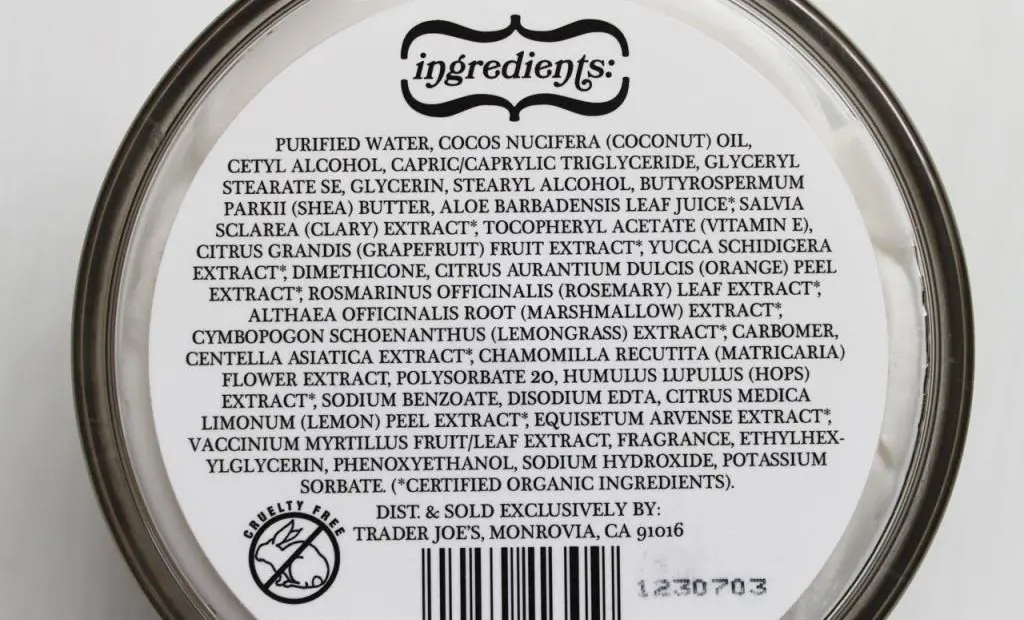 ingredients:
PURIFIED WATER, COCOS NUCIFERA (COCONUT) OIL,
CETYL ALCOHOL, CAPRIC/CAPRYLIC TRIGLYCERIDE, GLYCERYL
STEARATE SE, GLYCERIN, STEARYL ALCOHOL, BUTYROSPERMUM
PARKII (SHEA) BUTTER, ALOE BARBADENSIS LEAF JUICE*, SALVIA
SCLAREA (CLARY) EXTRACT*, TOCOPHERYL ACETATE (VITAMIN E),
CITRUS GRANDIS (GRAPEFRUIT) FRUIT EXTRACT*, YUCCA SCHIDIGERA
EXTRACT*, DIMETHICONE, CITRUS AURANTIUM DULCIS (ORANGE) PEEL
EXTRACT*, ROSMARINUS OFFICINALIS (ROSEMARY) LEAF EXTRACT*,
ALTHAEA OFFICINALIS ROOT (MARSHMALLOW) EXTRACT*,
CYMBOPOGON SCHOENANTHUS (LEMONGRASS) EXTRACT*, CARBOMER,
CENTELLA ASIATICA EXTRACT*, CHAMOMILLA RECUTITA (MATRICARIA)
FLOWER EXTRACT, POLYSORBATE 20, HUMULUS LUPULUS (HOPS)
EXTRACT*, SODIUM BENZOATE, DISODIUM EDTA, CITRUS MEDICA
LIMONUM (LEMON) PEEL EXTRACT*, EQUISETUM ARVENSE EXTRACT*,
VACCINIUM MYRTILLUS FRUIT/LEAF EXTRACT, FRAGRANCE, ETHYLHEX-
YLGLYCERIN, PHENOXYETHANOL, SODIUM HYDROXIDE, POTASSIUM
SORBATE. (*CERTIFIED ORGANIC INGREDIENTS).
DIST. & SOLD EXCLUSIVELY BY:
TRADER JOE'S, MONROVIA, CA 91016
CRUELTY FREE
1230703